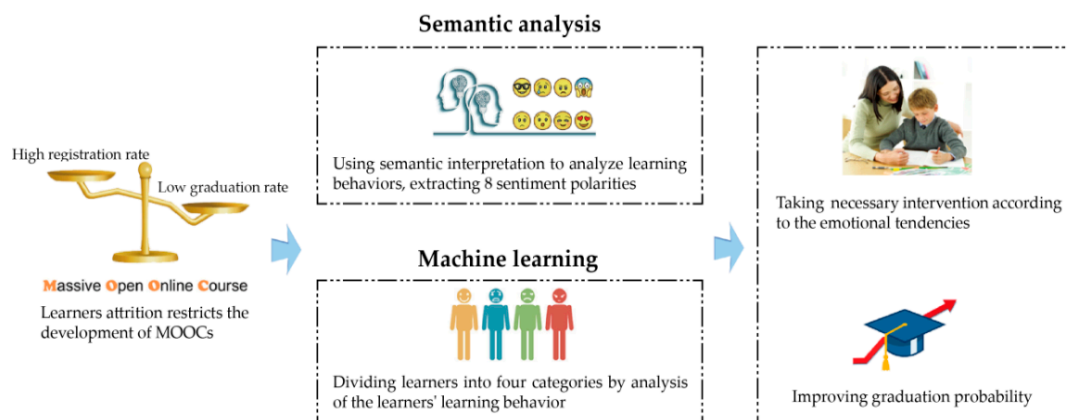 High registration rate
Low graduation rate
Massive Open Online Course
Learners attrition restricts the
development of MOOCs
Semantic analysis
Using semantic interpretation to analyze learning
behaviors, extracting 8 sentiment polarities
Machine learning
Dividing learners into four categories by analysis
of the learners' learning behavior
Taking necessary intervention according
to the emotional tendencies
Improving graduation probability